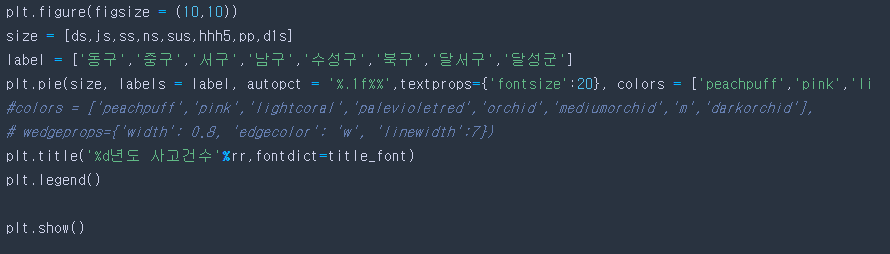 plt.figure(figsize = (10,10))
size = [ds,js,ss,ns,sus,hhh5,pp,d1s]
label = ['동구','중구','서구','남구','수성구','북구','달서구','달성군']
plt.pie(size, labels = label, autopct = '%.1f%%',textprops={'fontsize':20}, colors = ['peachpuff','pink','li
#colors = ['peachpuff','pink','lightcoral','palevioletred','orchid','mediumorchid','m','darkorchid'],
# wedgeprops={'width': 0.8, 'edgecolor': 'w', 'linewidth':7})
plt.title('%d년도 사고건수'%rr,fontdict=title_font)
plt.legend()
plt.show()